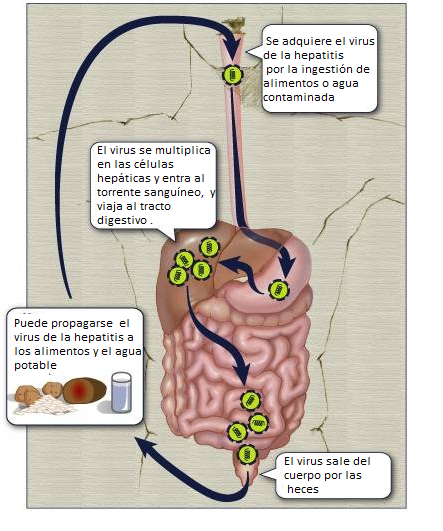 Se adquiere el virus
de la hepatitis
por la ingestión de
alimentos o agua
contaminada
El virus se multiplica
en las células
hepáticas y entra al
torrente sanguíneo, y
viaja al tracto
digestivo .
Puede propagarse el
virus de la hepatitis a
los alimentos y el agua
potable
El virus sale del
cuerpo por las
heces